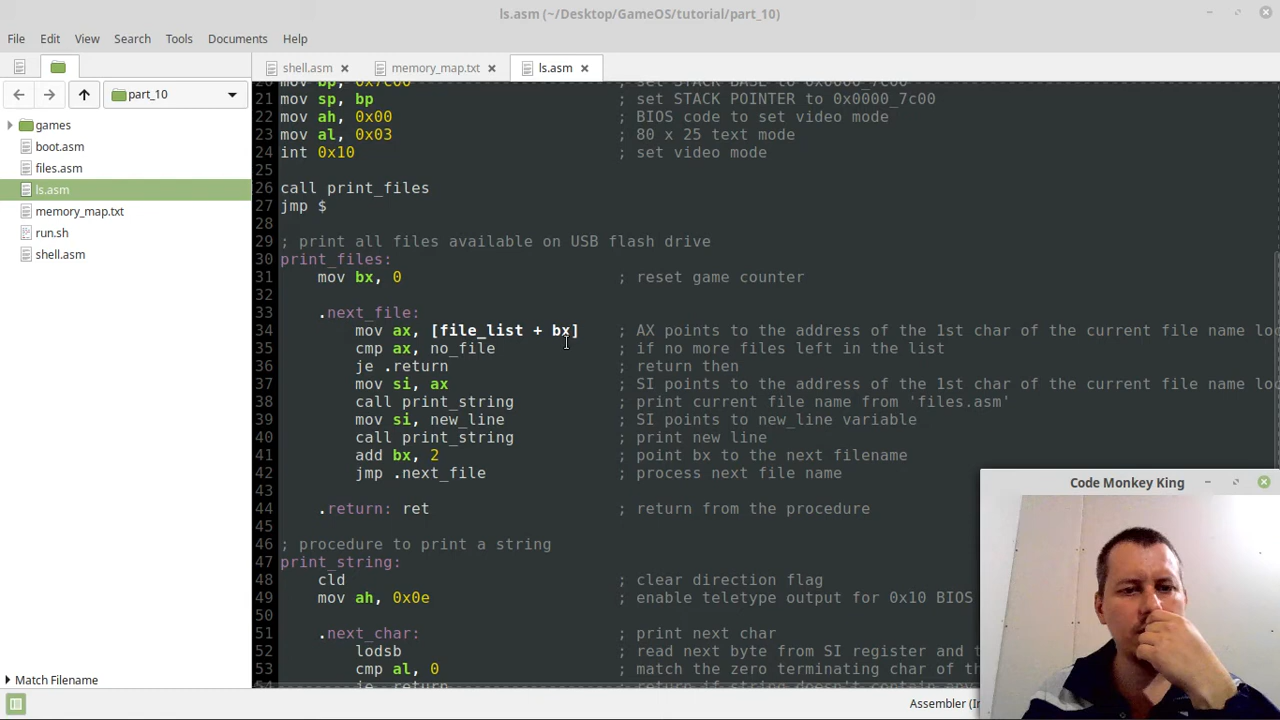 ls.asm (~/Desktop/GameOS/tutorial/part_10)
File Edit View Search Tools Documents Help
shell.asm memory_map.txt ls.asm
part_10
games
boot.asm
files.asm
ls.asm
memory_map.txt
run.sh
shell.asm
Match Filename
20 mov bp, 0x7c00 ; set STACK BASE to 0x0000_7c00
21 mov sp, bp ; set STACK POINTER to 0x0000_7c00
22 mov ah, 0x00 ; BIOS code to set video mode
23 mov al, 0x03 ; 80 x 25 text mode
24 int 0x10 ; set video mode
25
26 call print_files
27 jmp $
28
29 ; print all files available on USB flash drive
30 print_files:
31 mov bx, 0 ; reset game counter
32
33 .next_file:
34 mov ax, [file_list + bx] ; AX points to the address of the 1st char of the current file name lo
35 cmp ax, no_file ; if no more files left in the list
36 je .return ; return then
37 mov si, ax ; SI points to the address of the 1st char of the current file name lo
38 call print_string ; print current file name from 'files.asm'
39 mov si, new_line ; SI points to new_line variable
40 call print_string ; print new line
41 add bx, 2 ; point bx to the next filename
42 jmp .next_file ; process next file name
43
44 .return: ret ; return from the procedure
45
46 ; procedure to print a string
47 print_string:
48 cld ; clear direction flag
49 mov ah, 0x0e ; enable teletype output for 0x10 BIOS
50
51 .next_char: ; print next char
52 lodsb ; read next byte from SI register and
53 cmp al, 0 ; match the zero terminating char of
54 je .return ; return if string doesn't contain
Code Monkey King
Assembler